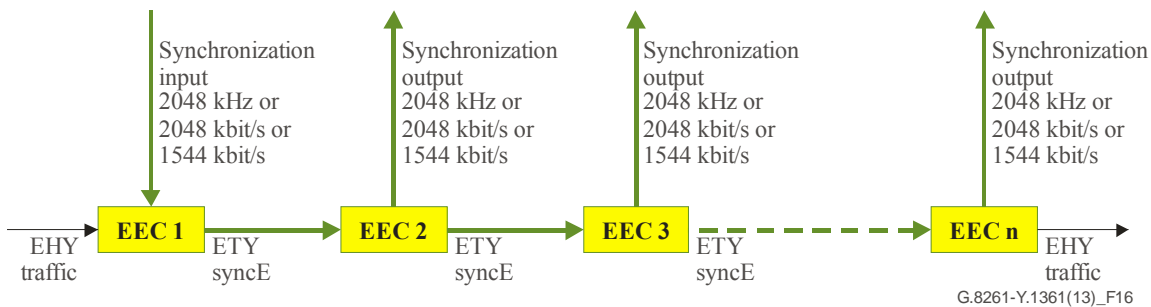 Synchronization
input
2048 kHz or
2048 kbit/s or
1544 kbit/s
Synchronization
output
2048 kHz or
2048 kbit/s or
1544 kbit/s
Synchronization
output
2048 kHz or
2048 kbit/s or
1544 kbit/s
Synchronization
output
2048 kHz or
2048 kbit/s or
1544 kbit/s
EEC 1
EEC 2
EEC 3
EEC n
EHY
traffic
ETY
syncE
ETY
syncE
ETY
syncE
EHY
traffic
G.8261-Y.1361(13)_F16